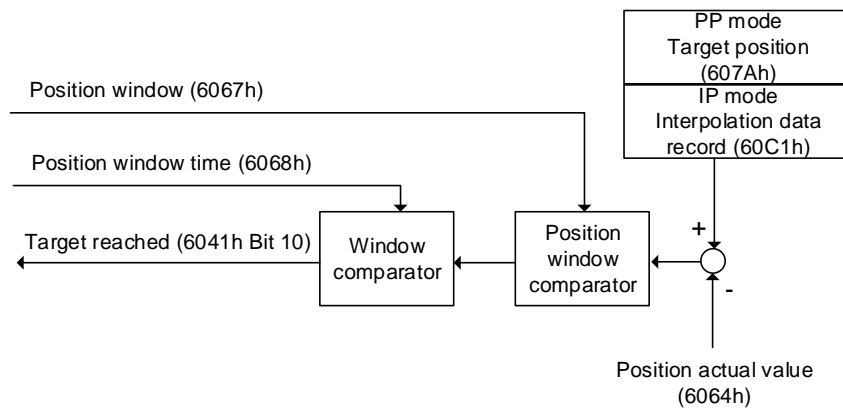 PP mode
Target position
(607Ah)
IP mode
Interpolation data
record (60C1h)
Position window (6067h)
Position window time (6068h)
Target reached (6041h Bit 10)
Window
comparator
Position
window
comparator
+
-
Position actual value
(6064h)